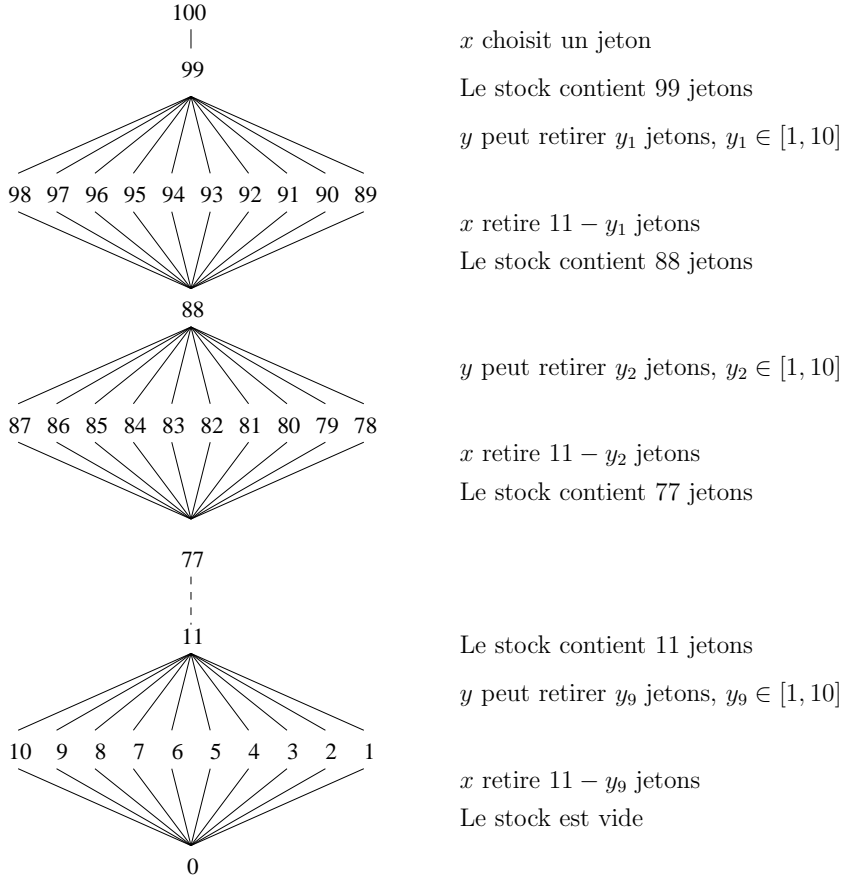 100
x choisit un jeton
99
Le stock contient 99 jetons
y peut retirer y₁ jetons, y₁ ∈ [1, 10]
98 97 96 95 94 93 92 91 90 89
x retire 11 − y₁ jetons
Le stock contient 88 jetons
88
y peut retirer y₂ jetons, y₂ ∈ [1, 10]
87 86 85 84 83 82 81 80 79 78
x retire 11 − y₂ jetons
Le stock contient 77 jetons
77
11
Le stock contient 11 jetons
y peut retirer y₉ jetons, y₉ ∈ [1, 10]
10 9 8 7 6 5 4 3 2 1
x retire 11 − y₉ jetons
Le stock est vide
0